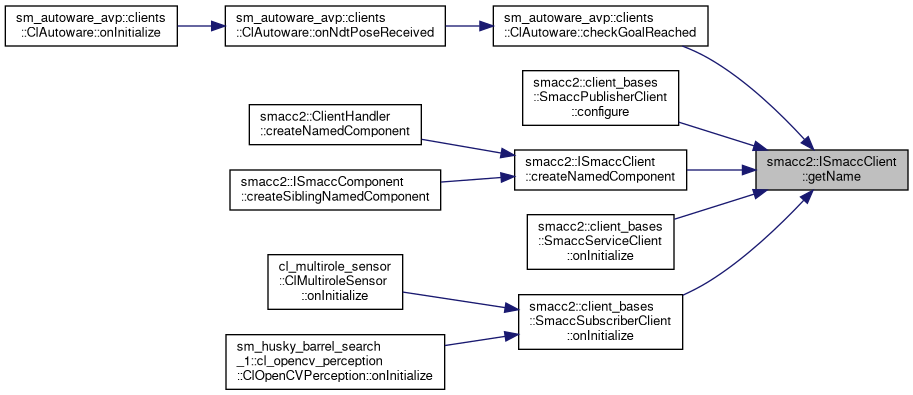 sm_autoware_avp::clients
::ClAutoware::onInitialize
sm_autoware_avp::clients
::ClAutoware::onNdtPoseReceived
sm_autoware_avp::clients
::ClAutoware::checkGoalReached
smacc2::client_bases
::SmaccPublisherClient
::configure
smacc2::ClientHandler
::createNamedComponent
smacc2::ISmaccClient
::createNamedComponent
smacc2::ISmaccClient
::getName
smacc2::ISmaccComponent
::createSiblingNamedComponent
smacc2::client_bases
::SmaccServiceClient
::onInitialize
cl_multirole_sensor
::ClMultiroleSensor
::onInitialize
smacc2::client_bases
::SmaccSubscriberClient
::onInitialize
sm_husky_barrel_search
_1::cl_opencv_perception
::ClOpenCVPerception::onInitialize